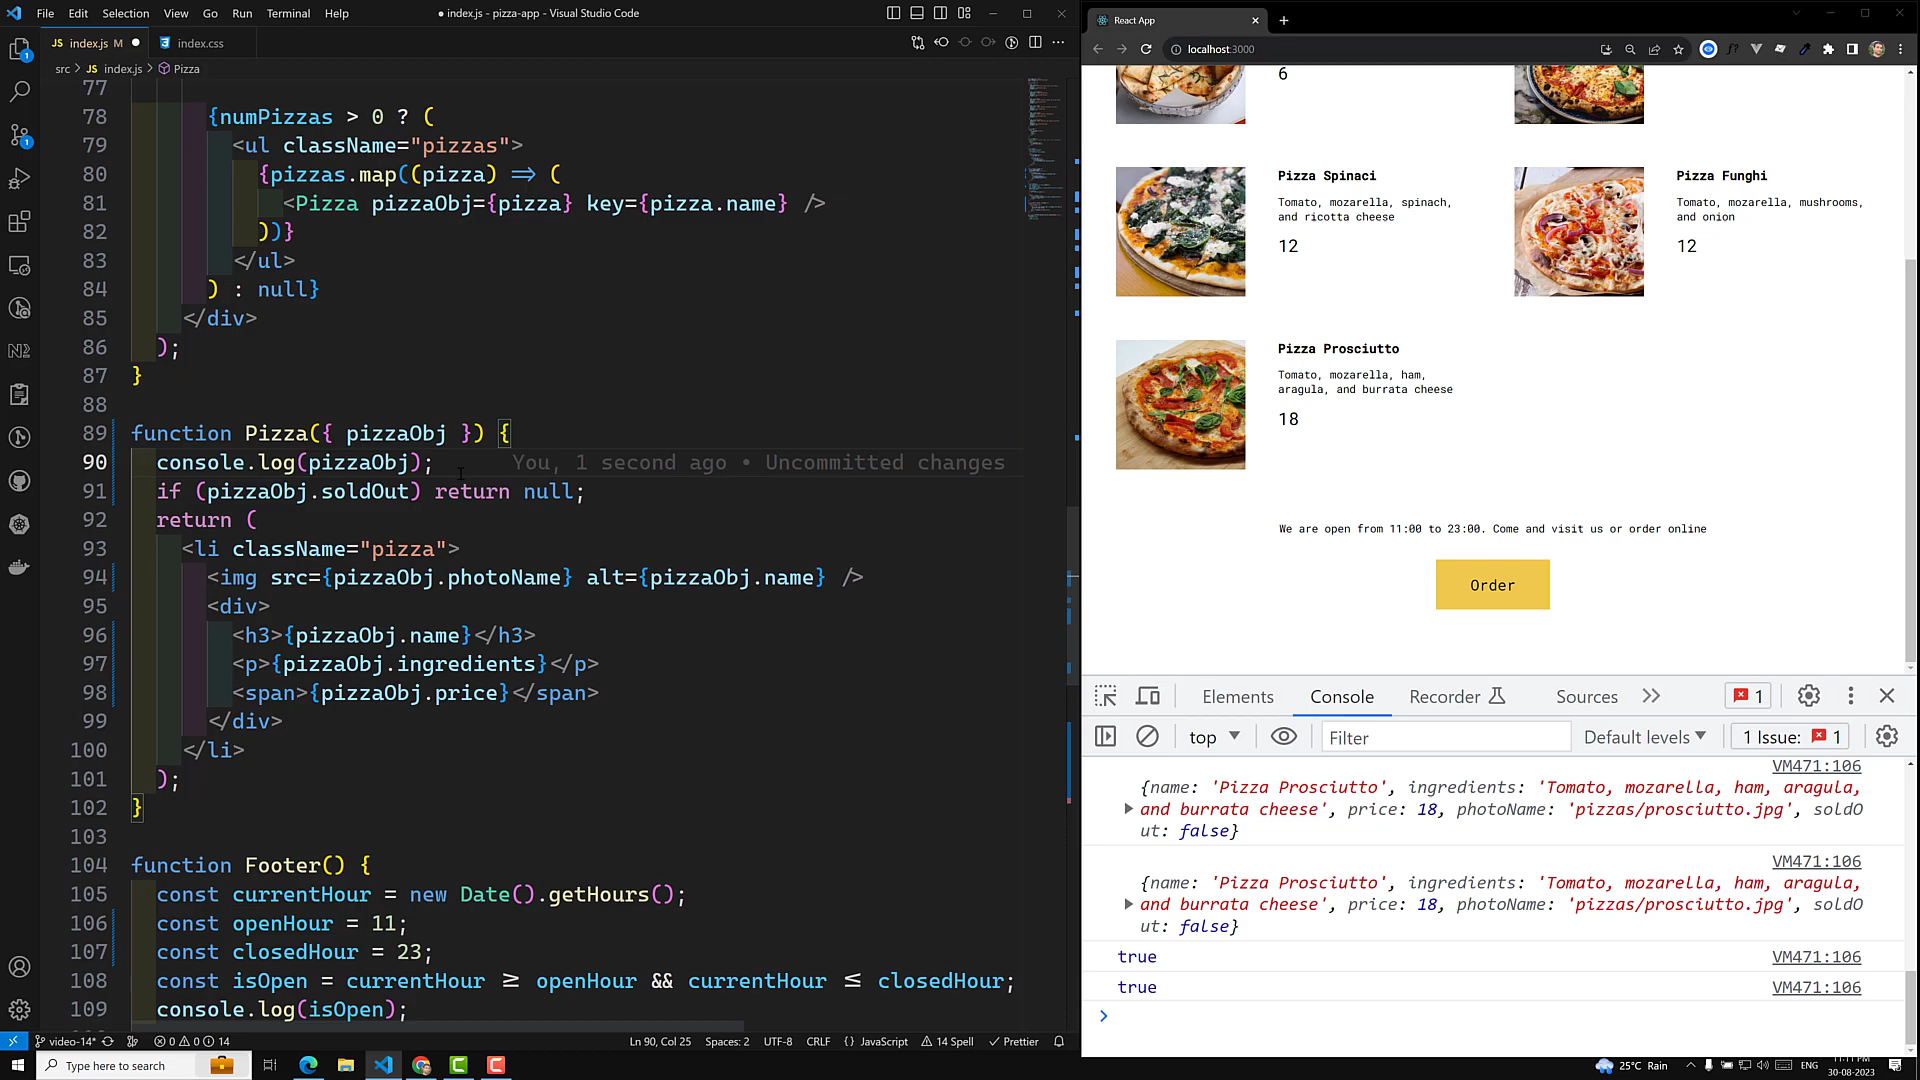 File Edit Selection View Go Run Terminal Help
● index.js - pizza-app - Visual Studio Code
JS index.js M ●
index.css
src > JS index.js > Pizza
77
78 {numPizzas > 0 ? (
79 <ul className="pizzas">
80 {pizzas.map((pizza) => (
81 <Pizza pizzaObj={pizza} key={pizza.name} />
82 ))}
83 </ul>
84 ) : null}
85 </div>
86 );
87 }
88
89 function Pizza({ pizzaObj }) {
90 console.log(pizzaObj); You, 1 second ago • Uncommitted changes
91 if (pizzaObj.soldOut) return null;
92 return (
93 <li className="pizza">
94 <img src={pizzaObj.photoName} alt={pizzaObj.name} />
95 <div>
96 <h3>{pizzaObj.name}</h3>
97 <p>{pizzaObj.ingredients}</p>
98 <span>{pizzaObj.price}</span>
99 </div>
100 </li>
101 );
102 }
103
104 function Footer() {
105 const currentHour = new Date().getHours();
106 const openHour = 11;
107 const closedHour = 23;
108 const isOpen = currentHour ≥ openHour && currentHour ≤ closedHour;
109 console.log(isOpen);
video-14* 0 0 14
Ln 90, Col 25 Spaces: 2 UTF-8 CRLF {} JavaScript 14 Spell Prettier
React App
localhost:3000
6
Pizza Spinaci
Tomato, mozarella, spinach,
and ricotta cheese
12
Pizza Funghi
Tomato, mozarella, mushrooms,
and onion
12
Pizza Prosciutto
Tomato, mozarella, ham,
aragula, and burrata cheese
18
We are open from 11:00 to 23:00. Come and visit us or order online
Order
Elements Console Recorder Sources 1
top Filter Default levels 1 Issue: 1
VM471:106
{name: 'Pizza Prosciutto', ingredients: 'Tomato, mozarella, ham, aragula,
and burrata cheese', price: 18, photoName: 'pizzas/prosciutto.jpg', soldO
ut: false}
VM471:106
{name: 'Pizza Prosciutto', ingredients: 'Tomato, mozarella, ham, aragula,
and burrata cheese', price: 18, photoName: 'pizzas/prosciutto.jpg', soldO
ut: false}
true VM471:106
true VM471:106
Type here to search
25°C Rain
ENG
11:11 PM
30-08-2023